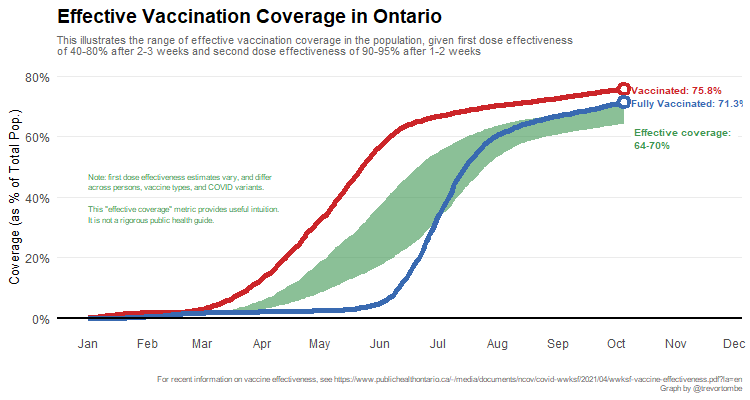 Effective Vaccination Coverage in Ontario
This illustrates the range of effective vaccination coverage in the population, given first dose effectiveness
of 40-80% after 2-3 weeks and second dose effectiveness of 90-95% after 1-2 weeks
Coverage (as % of Total Pop.)
80%
60%
40%
20%
0%
Vaccinated: 75.8%
Fully Vaccinated: 71.3%
Effective coverage:
64-70%
Note: first dose effectiveness estimates vary, and differ
across persons, vaccine types, and COVID variants.
This "effective coverage" metric provides useful intuition.
It is not a rigorous public health guide.
Jan Feb Mar Apr May Jun Jul Aug Sep Oct Nov Dec
For recent information on vaccine effectiveness, see https://www.publichealthontario.ca/-/media/documents/ncov/covid-wwksf/2021/04/wwksf-vaccine-effectiveness.pdf?la=en
Graph by @trevortombe